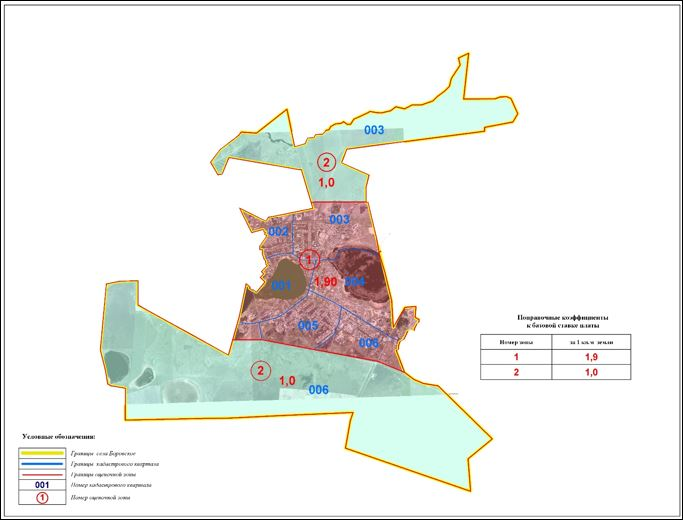 003
2
1,0
003
002
1
001
1,90
004
005
006
2
1,0
006
Поправочные коэффициенты
к базовой ставке платы
Номер зоны за 1 кв.м земли
1 1,9
2 1,0
Условные обозначения:
Границы села Боровское
Границы кадастрового квартала
Границы оценочной зоны
001 Номер кадастрового квартала
1 Номер оценочной зоны